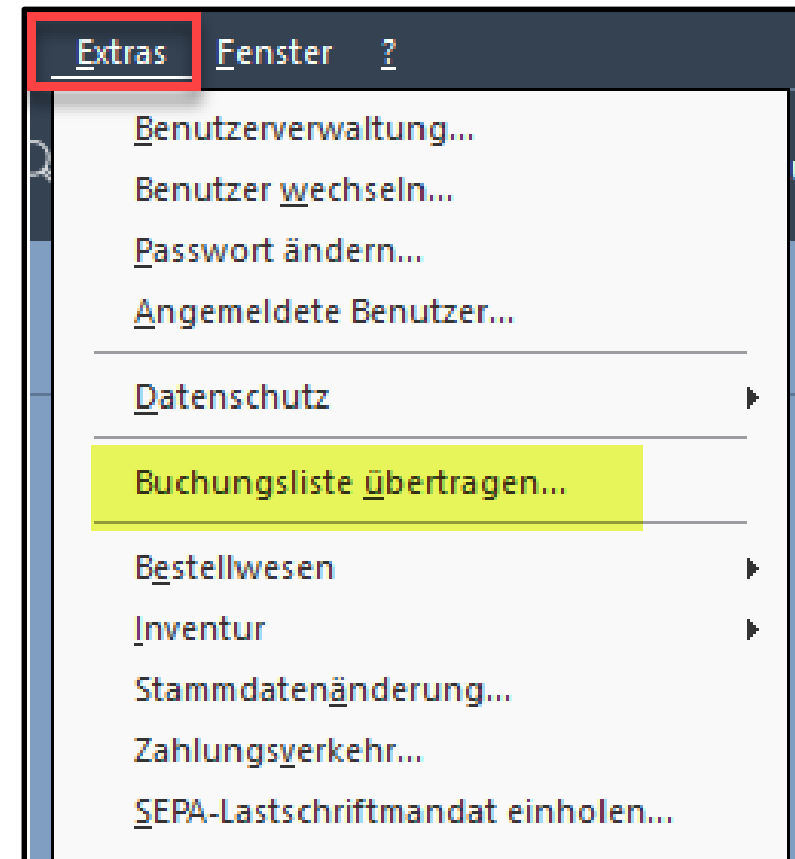 Extras Fenster ?
Benutzerverwaltung...
Benutzer wechseln...
Passwort ändern...
Angemeldete Benutzer...
Datenschutz
Buchungsliste übertragen...
Bestellwesen
Inventur
Stammdatenänderung...
Zahlungsverkehr...
SEPA-Lastschriftmandat einholen...